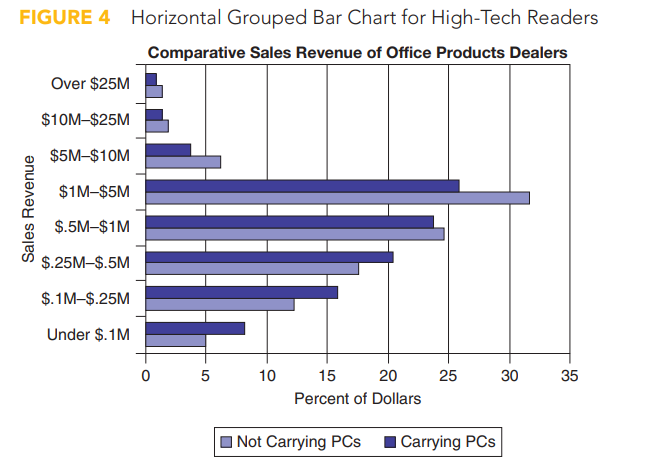 FIGURE 4 Horizontal Grouped Bar Chart for High-Tech Readers
Comparative Sales Revenue of Office Products Dealers
Sales Revenue
Over $25M
$10M–$25M
$5M–$10M
$1M–$5M
$.5M–$1M
$.25M–$.5M
$.1M–$.25M
Under $.1M
0 5 10 15 20 25 30 35
Percent of Dollars
Not Carrying PCs Carrying PCs